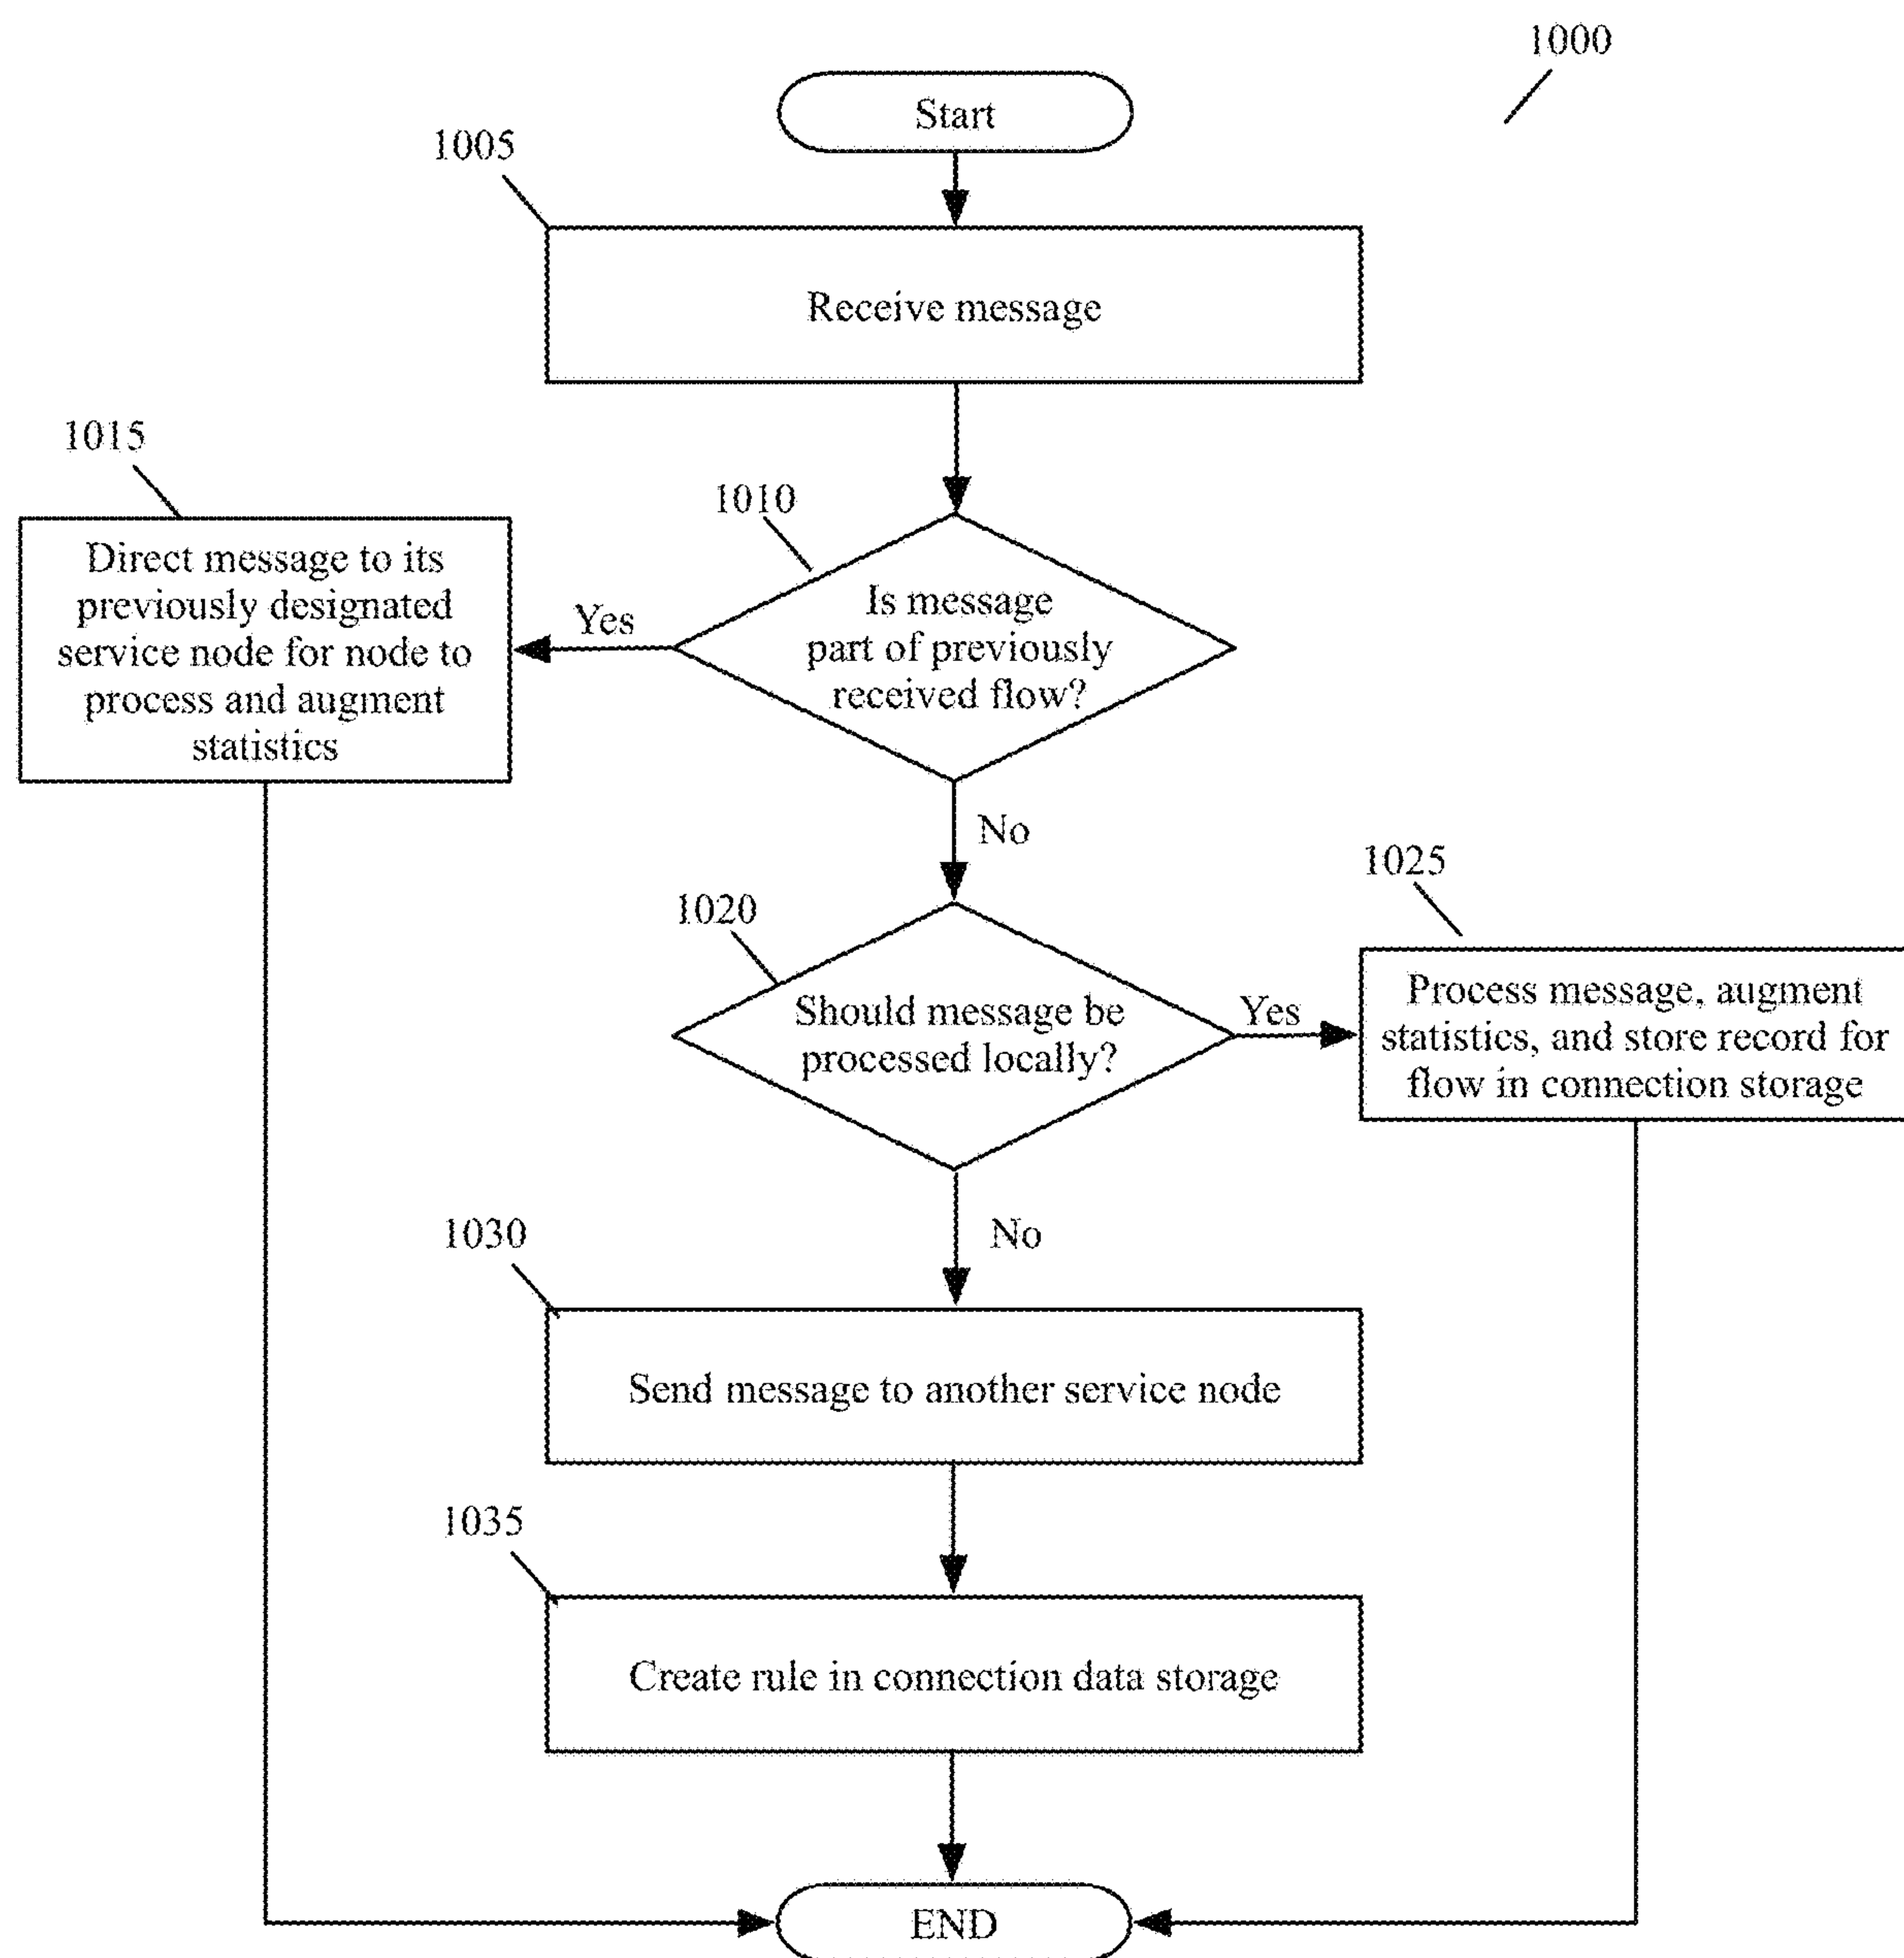 1000
Start
1005
Receive message
1015
1010
Direct message to its
previously designated
service node for node to
process and augment
statistics
Yes
Is message
part of previously
received flow?
No
1025
1020
Should message be
processed locally?
Yes
Process message, augment
statistics, and store record for
flow in connection storage
No
1030
Send message to another service node
1035
Create rule in connection data storage
END